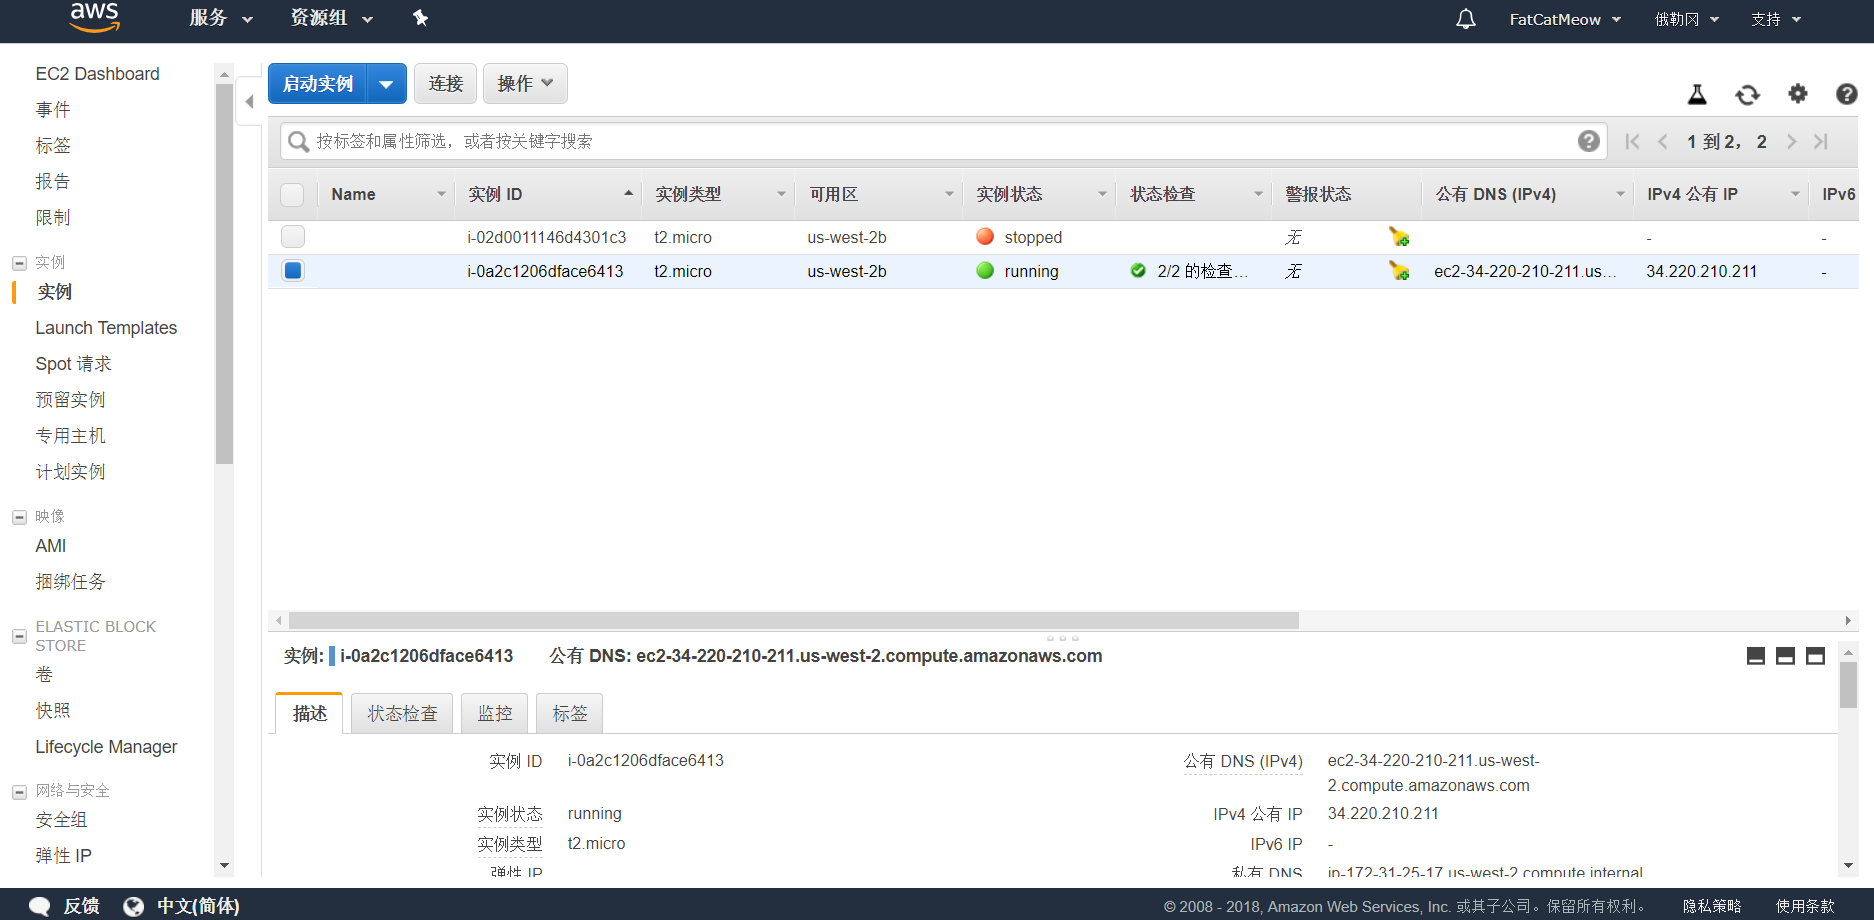 aws 服务 资源组 FatCatMeow 俄勒冈 支持
EC2 Dashboard
事件
标签
报告
限制
实例
实例
Launch Templates
Spot 请求
预留实例
专用主机
计划实例
映像
AMI
捆绑任务
ELASTIC BLOCK
STORE
卷
快照
Lifecycle Manager
网络与安全
安全组
弹性 IP
启动实例 连接 操作
按标签和属性筛选，或者按关键字搜索 1 到 2， 2
Name 实例 ID 实例类型 可用区 实例状态 状态检查 警报状态 公有 DNS (IPv4) IPv4 公有 IP IPv6
i-02d0011146d4301c3 t2.micro us-west-2b stopped 无 - -
i-0a2c1206dface6413 t2.micro us-west-2b running 2/2 的检查... 无 ec2-34-220-210-211.us... 34.220.210.211 -
实例: i-0a2c1206dface6413 公有 DNS: ec2-34-220-210-211.us-west-2.compute.amazonaws.com
描述 状态检查 监控 标签
实例 ID i-0a2c1206dface6413 公有 DNS (IPv4) ec2-34-220-210-211.us-west-
2.compute.amazonaws.com
实例状态 running IPv4 公有 IP 34.220.210.211
实例类型 t2.micro IPv6 IP -
弹性 IP 私有 DNS ip-172-31-25-17.us-west-2.compute.internal
反馈 中文(简体) © 2008 - 2018, Amazon Web Services, Inc. 或其子公司。保留所有权利。 隐私策略 使用条款